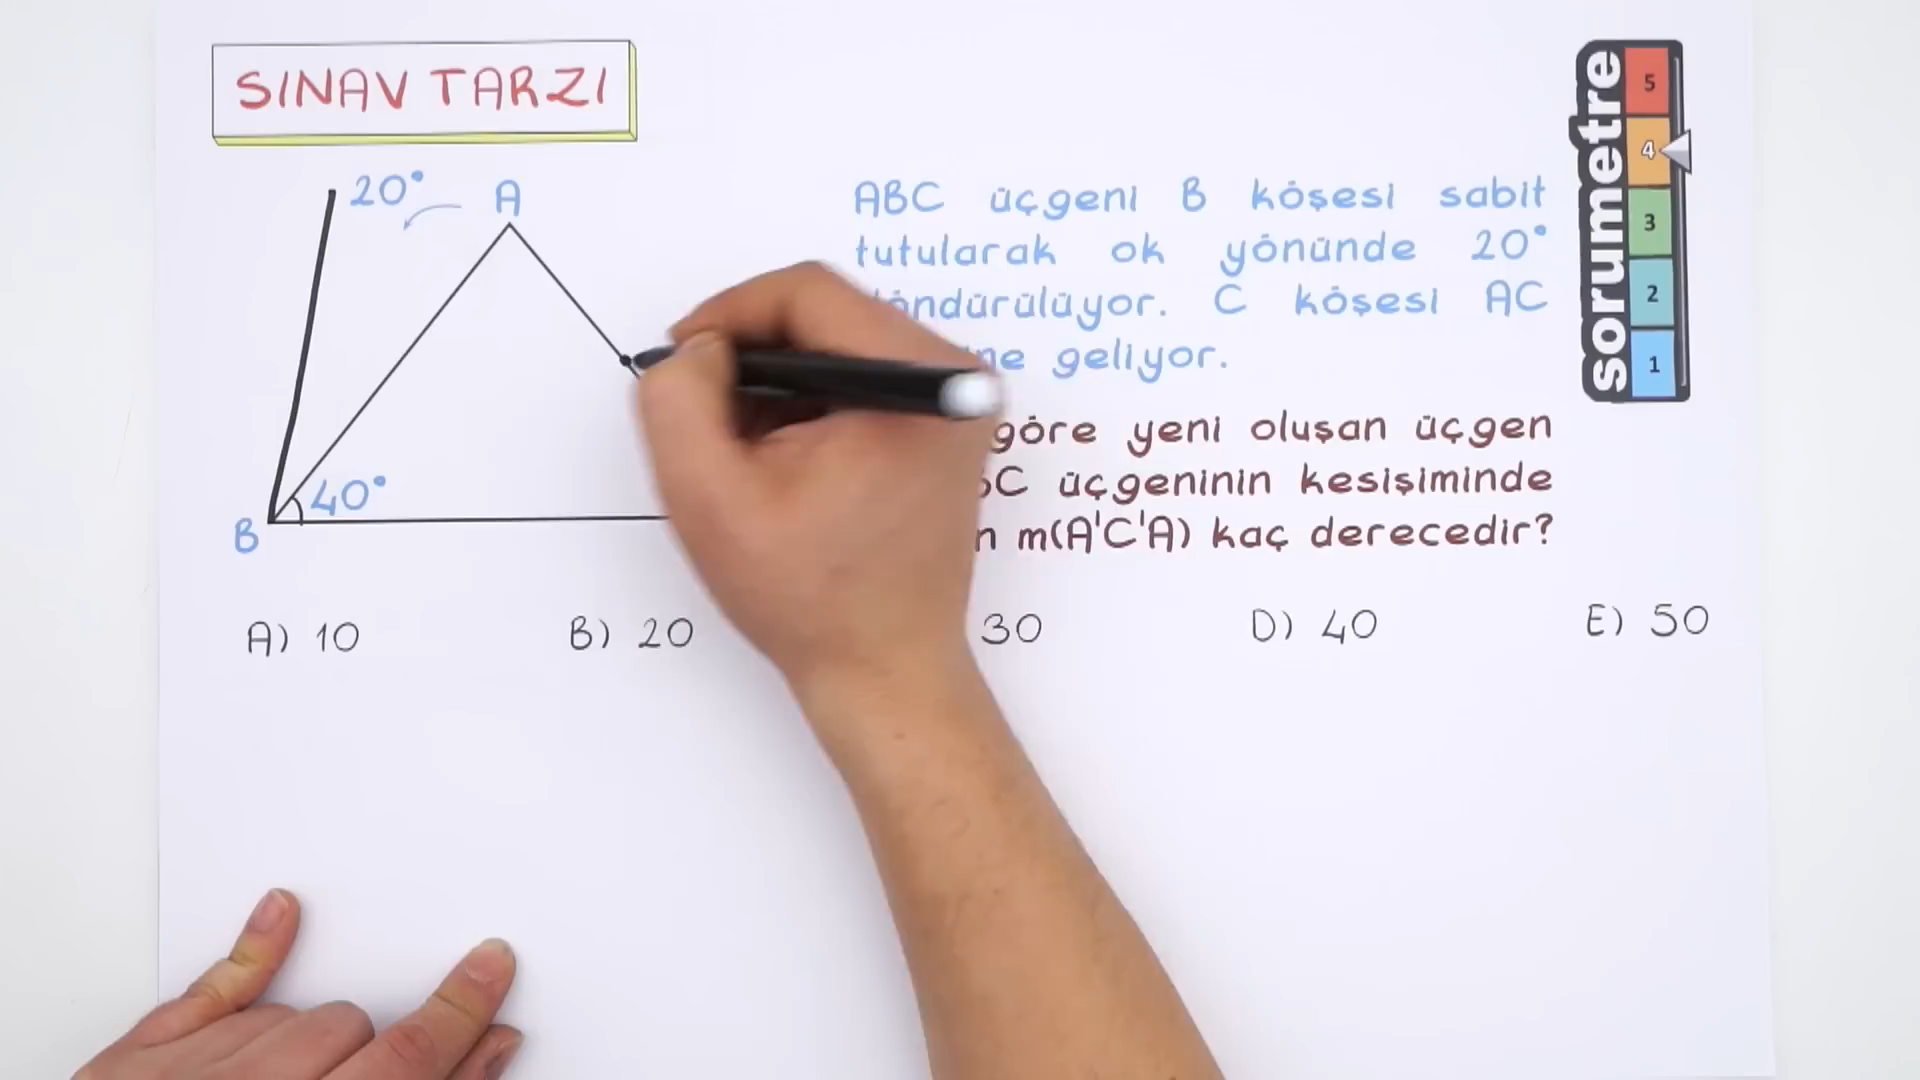 SINAV TARZI
20°
A
40°
B
ABC üçgeni B köşesi sabit
tutularak ok yönünde 20°
döndürülüyor. C köşesi AC
geliyor.
göre yeni oluşan üçgen
üçgeninin kesişiminde
m(A'C'A) kaç derecedir?
A) 10
B) 20
30
D) 40
E) 50
sorumetre
5
4
3
2
1